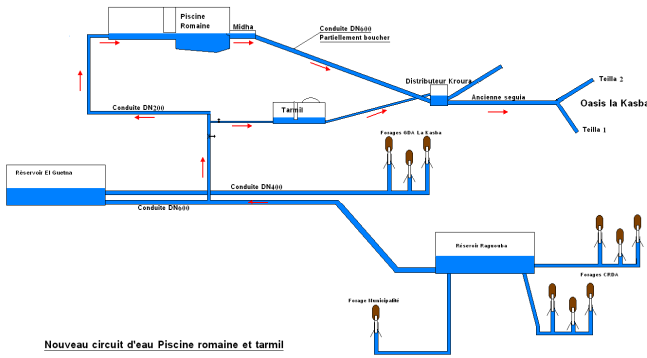 Piscine
Romaine
Midha
Conduite DN600
Partiellement boucher
Distributeur Kroura
Teilla 2
Ancienne seguia
Oasis la Kasba
Tarmil
Conduite DN200
Teilla 1
Forages GDA La Kasba
Réservoir El Guetna
Conduite DN400
Conduite DN600
Réservoir Ragnouba
Forages CRDA
Forage Municipalité
Nouveau circuit d'eau Piscine romaine et tarmil